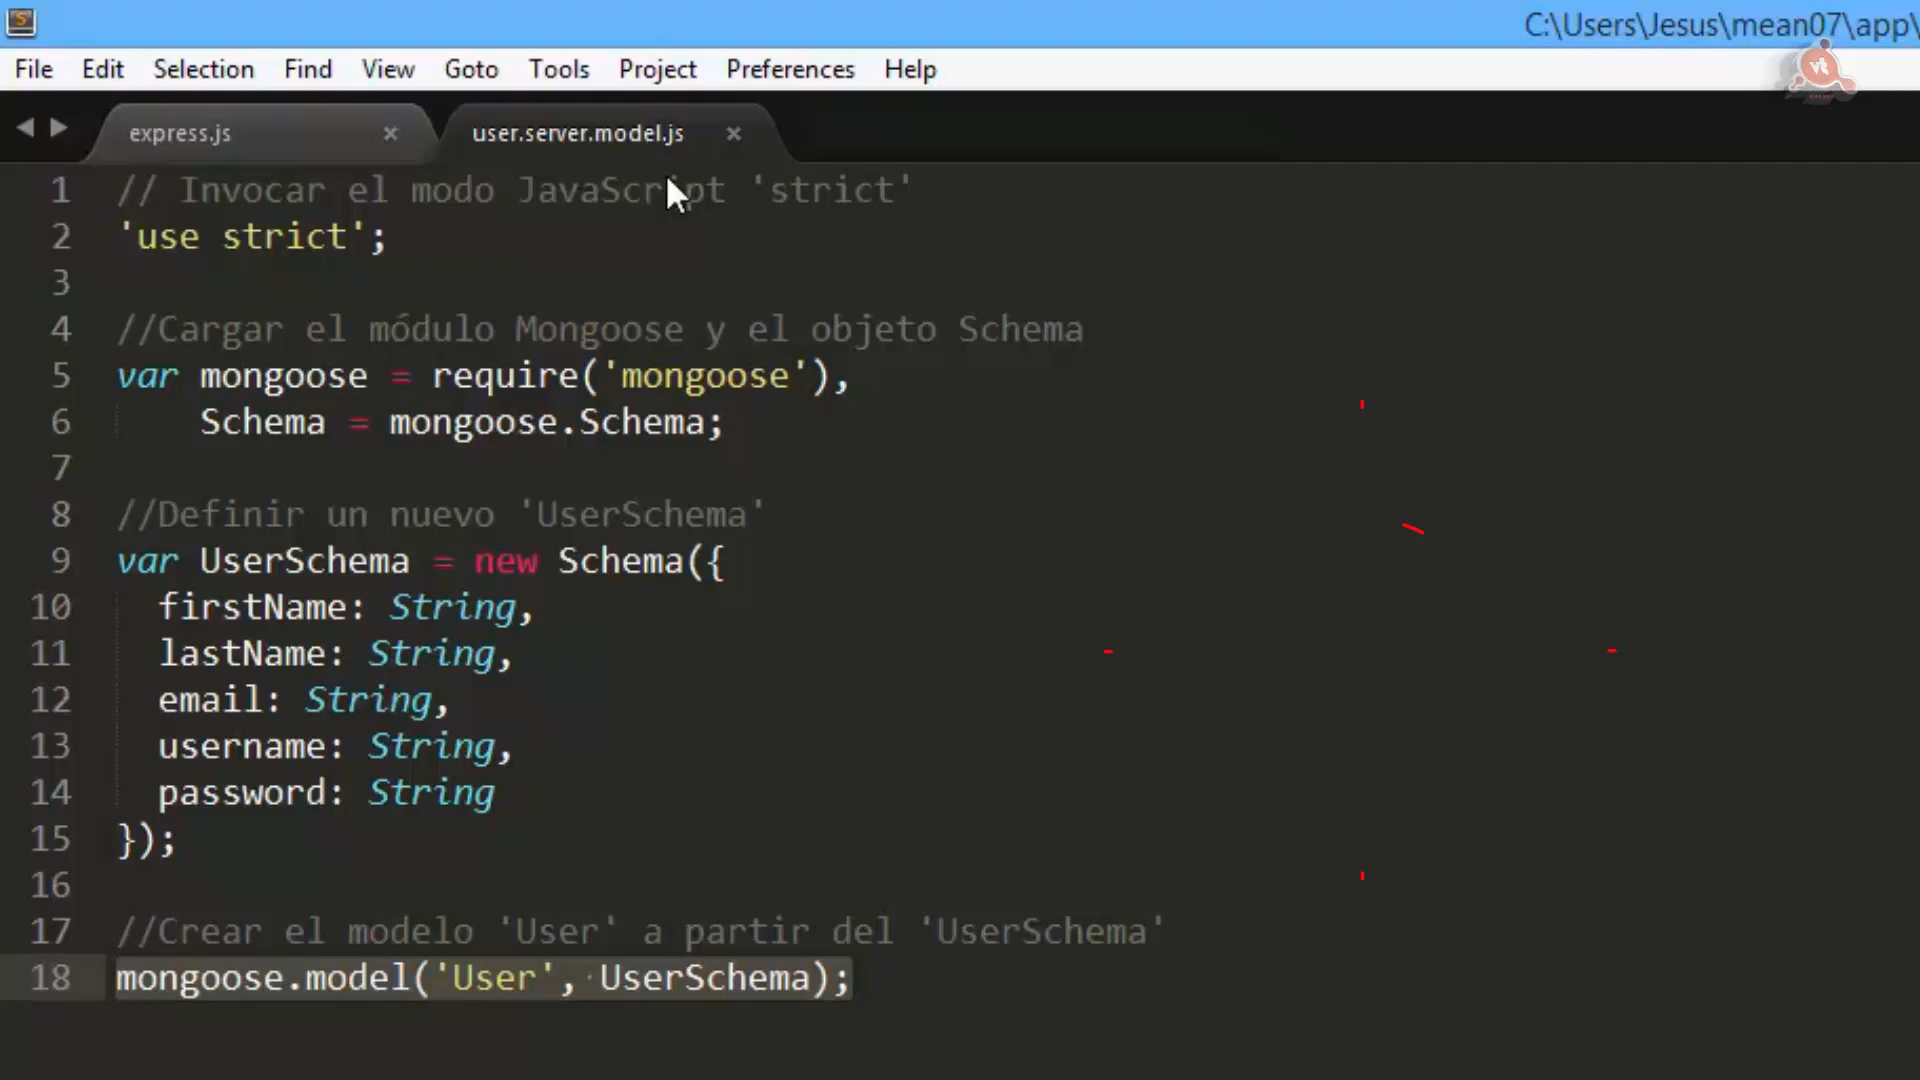 C:\Users\Jesus\mean07\app\
vt
File Edit Selection Find View Goto Tools Project Preferences Help
express.js × user.server.model.js ×
1 // Invocar el modo JavaScript 'strict'
2 'use strict';
3
4 //Cargar el módulo Mongoose y el objeto Schema
5 var mongoose = require('mongoose'),
6 Schema = mongoose.Schema;
7
8 //Definir un nuevo 'UserSchema'
9 var UserSchema = new Schema({
10 firstName: String,
11 lastName: String,
12 email: String,
13 username: String,
14 password: String
15 });
16
17 //Crear el modelo 'User' a partir del 'UserSchema'
18 mongoose.model('User', UserSchema);